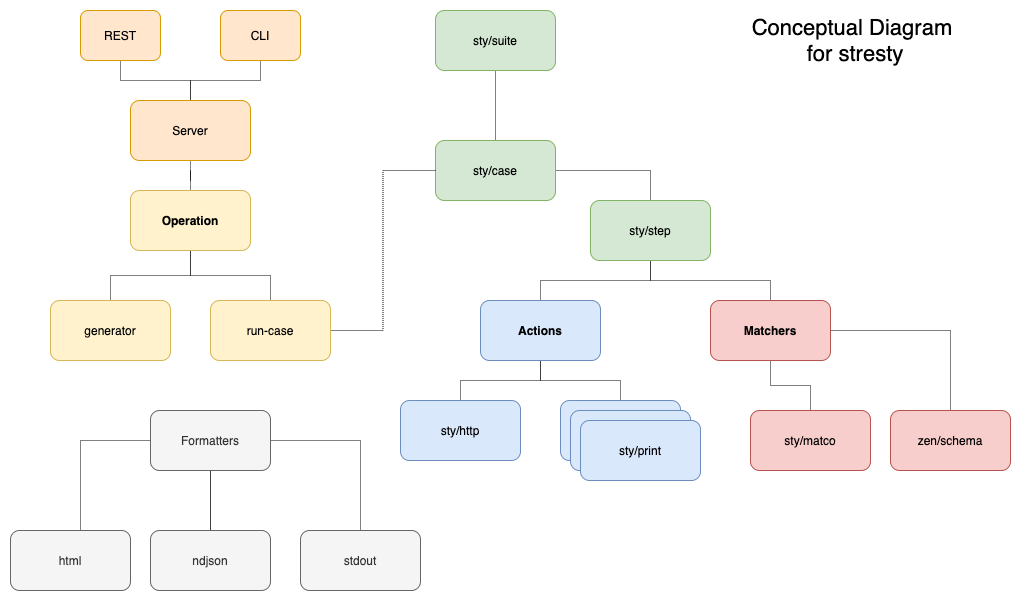 Conceptual Diagram
for stresty
REST
CLI
sty/suite
Server
sty/case
Operation
sty/step
generator
run-case
Actions
Matchers
Formatters
sty/http
sty/print
sty/matco
zen/schema
html
ndjson
stdout